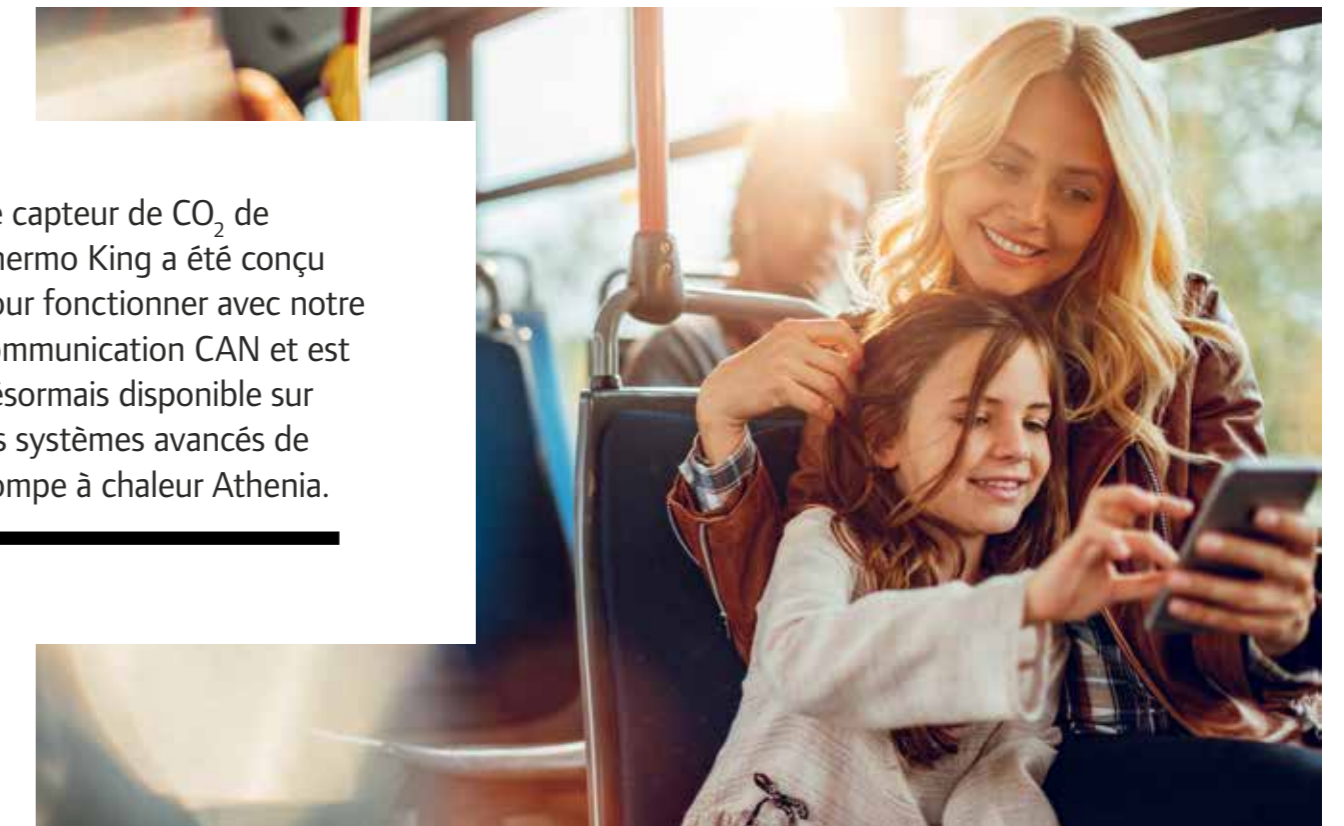 e capteur de CO₂ de
hermo King a été conçu
our fonctionner avec notre
ommunication CAN et est
ésormais disponible sur
s systèmes avancés de
ompe à chaleur Athenia.